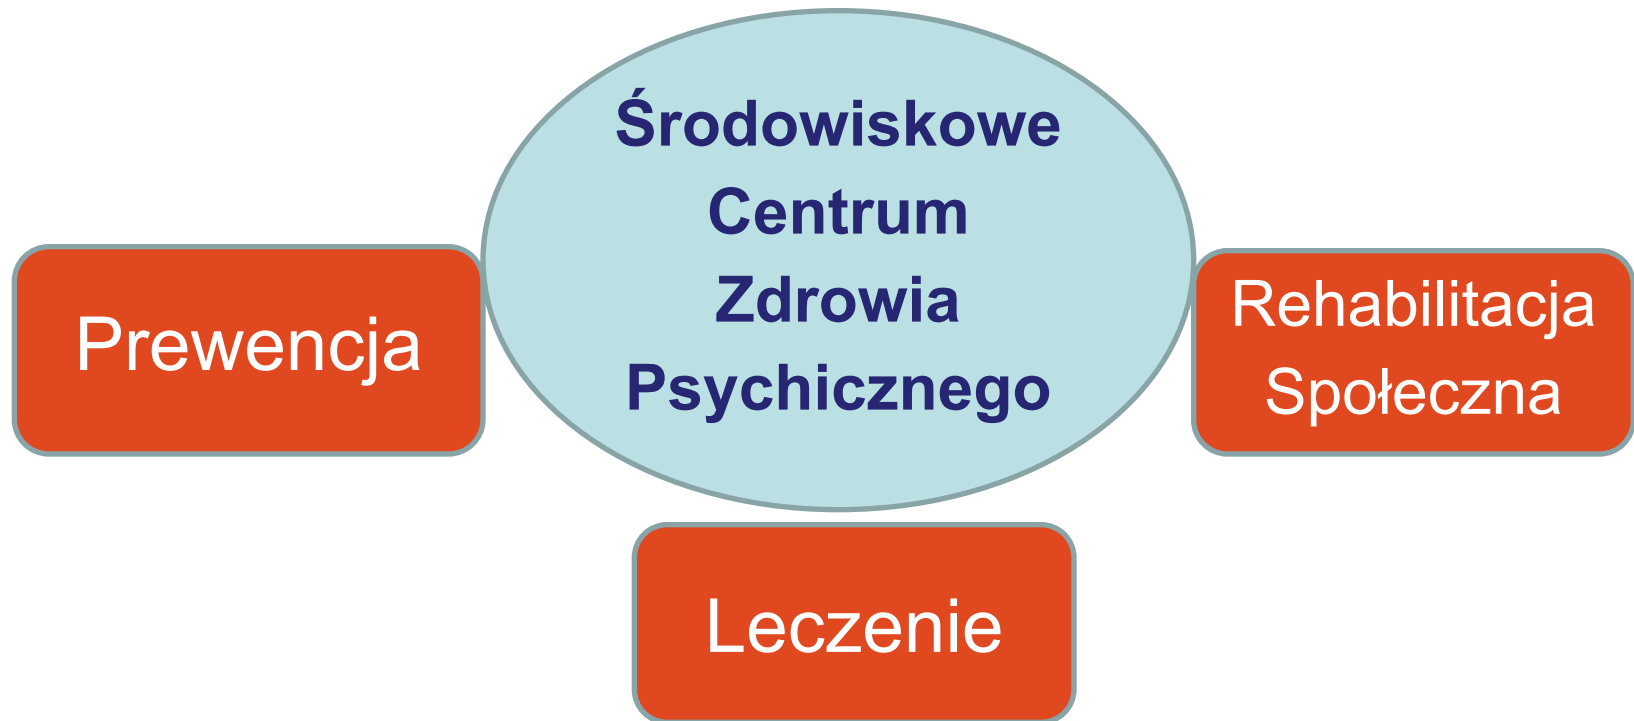 Środowiskowe
Centrum
Zdrowia
Psychicznego
Prewencja
Rehabilitacja
Społeczna
Leczenie